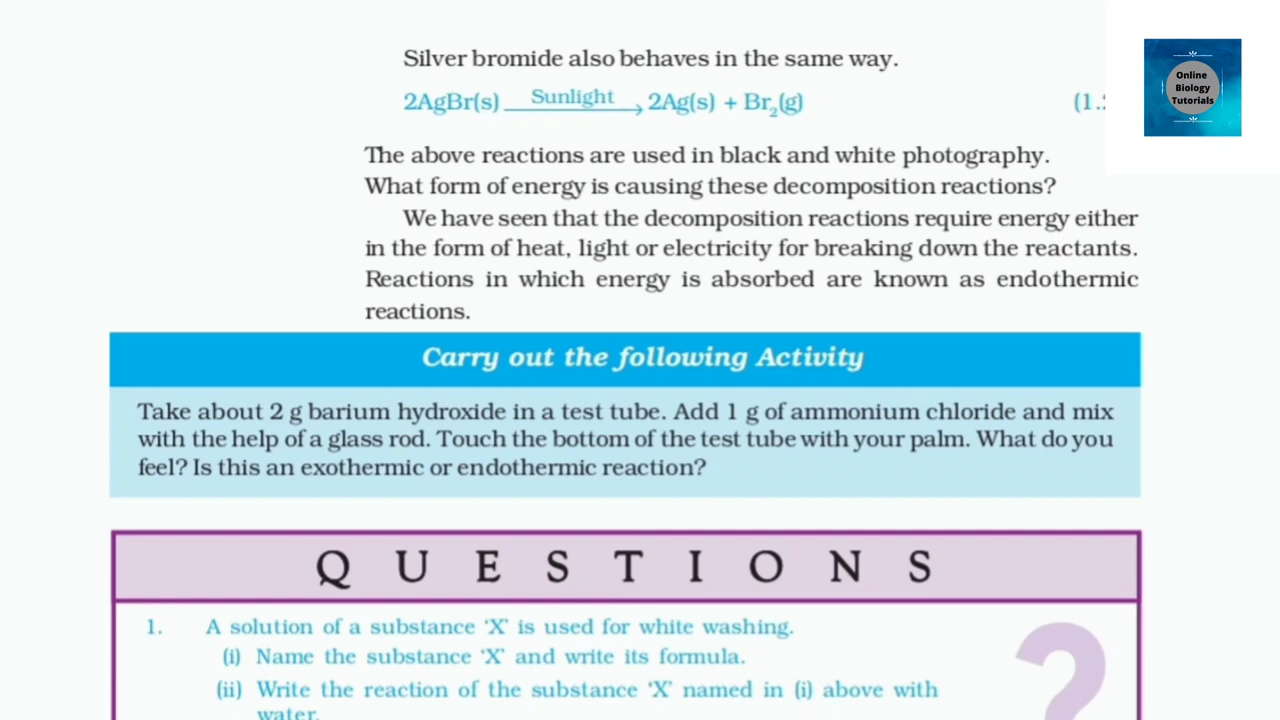 Silver bromide also behaves in the same way.
2AgBr(s) Sunlight → 2Ag(s) + Br₂(g) (1.
Online
Biology
Tutorials
The above reactions are used in black and white photography.
What form of energy is causing these decomposition reactions?
We have seen that the decomposition reactions require energy either
in the form of heat, light or electricity for breaking down the reactants.
Reactions in which energy is absorbed are known as endothermic
reactions.
Carry out the following Activity
Take about 2 g barium hydroxide in a test tube. Add 1 g of ammonium chloride and mix
with the help of a glass rod. Touch the bottom of the test tube with your palm. What do you
feel? Is this an exothermic or endothermic reaction?
Q U E S T I O N S
1. A solution of a substance ‘X’ is used for white washing.
(i) Name the substance ‘X’ and write its formula.
(ii) Write the reaction of the substance ‘X’ named in (i) above with
water.
?